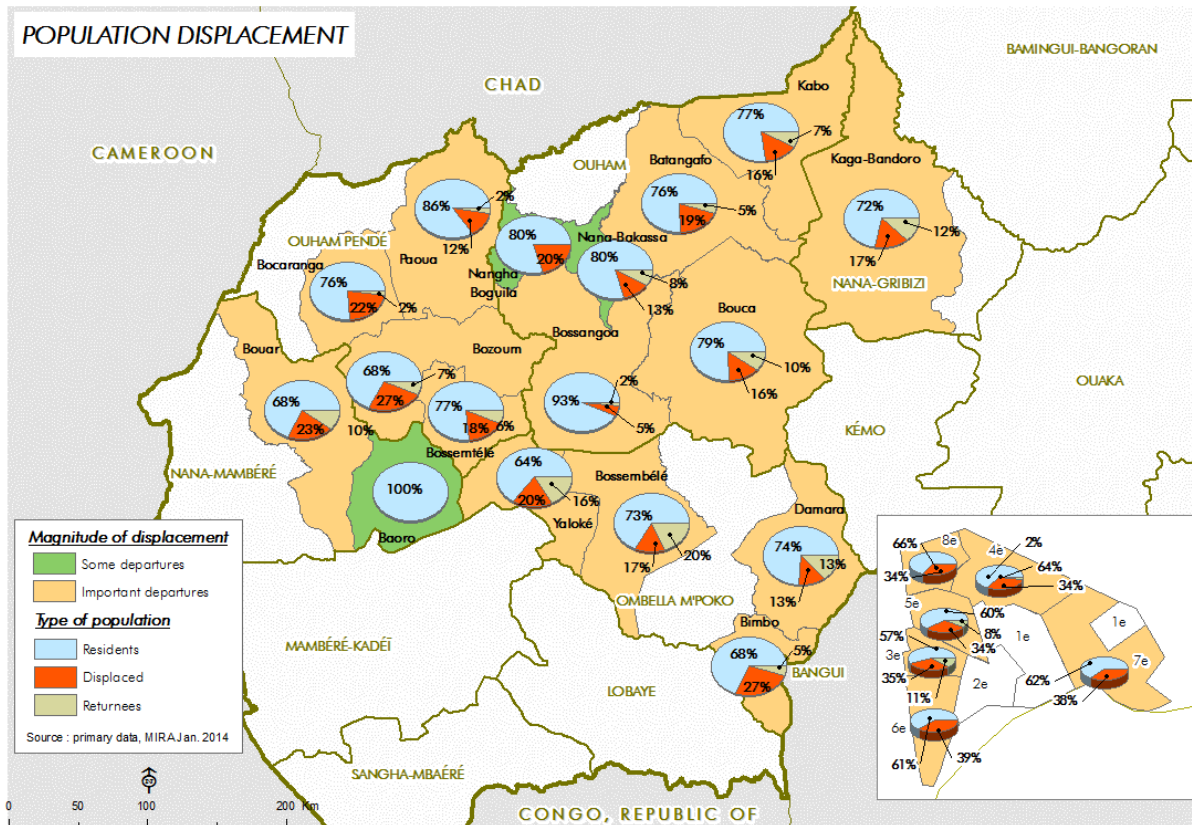 POPULATION DISPLACEMENT
BAMINGUI-BANGORAN
CHAD
Kabo
77%
7%
16%
CAMEROON
OUHAM
Batangafo
Kaga-Bandoro
76%
5%
19%
72%
12%
17%
NANA-GRIBIZI
86%
2%
12%
Paoua
OUHAM PENDÉ
80%
20%
Nangha
Boguila
Nana-Bakassa
80%
8%
13%
Bocaranga
76%
22%
2%
Bossangoa
Bouca
79%
10%
16%
Bouar
Bozoum
68%
7%
27%
OUAKA
68%
23%
10%
77%
18%
6%
93%
2%
5%
KÉMO
NANA-MAMBÉRÉ
Bossemtélé
100%
Baoro
64%
20%
16%
Yaloké
Bossembélé
73%
17%
20%
Damara
74%
13%
13%
OMBELLA M'POKO
Bimbo
68%
5%
27%
BANGUI
MAMBÉRÉ-KADÉÏ
LOBAYE
SANGHA-MBAÉRÉ
CONGO, REPUBLIC OF
Magnitude of displacement
Some departures
Important departures
Type of population
Residents
Displaced
Returnees
Source : primary data, MIRA Jan. 2014
0 50 100 200 Km
66%
8e
34%
4e
2%
64%
34%
5e
60%
8%
34%
1e
1e
57%
3e
35%
11%
2e
62%
7e
38%
6e
61%
39%